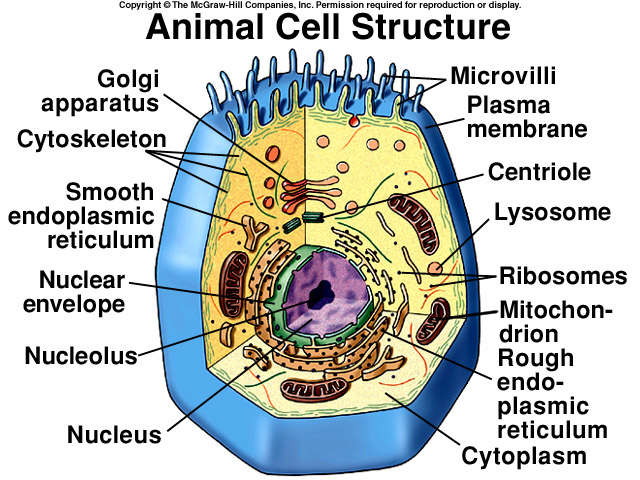 Copyright © The McGraw-Hill Companies, Inc. Permission required for reproduction or display.
Animal Cell Structure
Golgi
apparatus
Cytoskeleton
Smooth
endoplasmic
reticulum
Nuclear
envelope
Nucleolus
Nucleus
Microvilli
Plasma
membrane
Centriole
Lysosome
Ribosomes
Mitochon-
drion
Rough
endo-
plasmic
reticulum
Cytoplasm